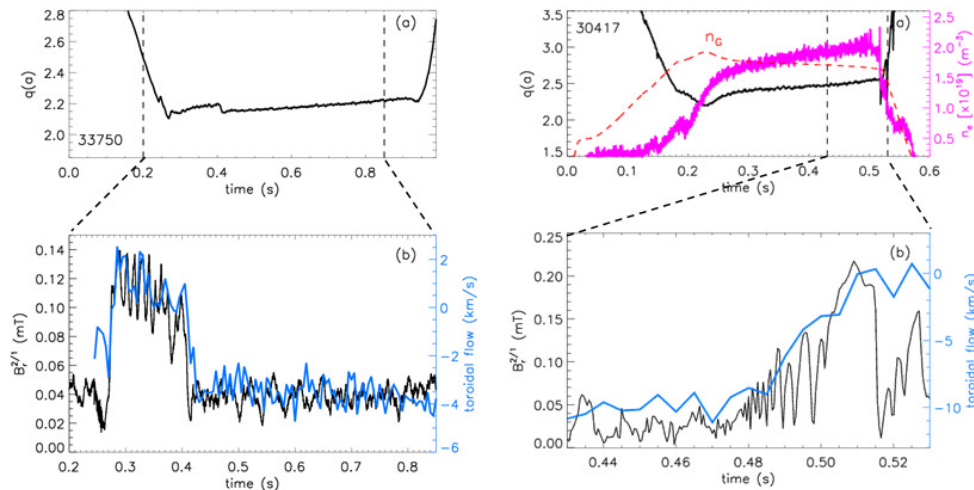 (a)
q(a)
2.8
2.6
2.4
2.2
2.0
33750
0.0 0.2 0.4 0.6 0.8
time (s)
30417
n_G
a)
q(a)
3.5
3.0
2.5
2.0
1.5
2.5
2.0
1.5
1.0
0.5
n_e [x10^19] (m^-3)
0.0 0.1 0.2 0.3 0.4 0.5 0.6
time (s)
(b)
B_r^2/1 (mT)
0.14
0.12
0.10
0.08
0.06
0.04
0.02
0.00
2
0
-2
-4
-6
toroidal flow (km/s)
0.2 0.3 0.4 0.5 0.6 0.7 0.8
time (s)
(b)
B_r^2/1 (mT)
0.25
0.20
0.15
0.10
0.05
0.00
0
-5
-10
toroidal flow (km/s)
0.44 0.46 0.48 0.50 0.52
time (s)